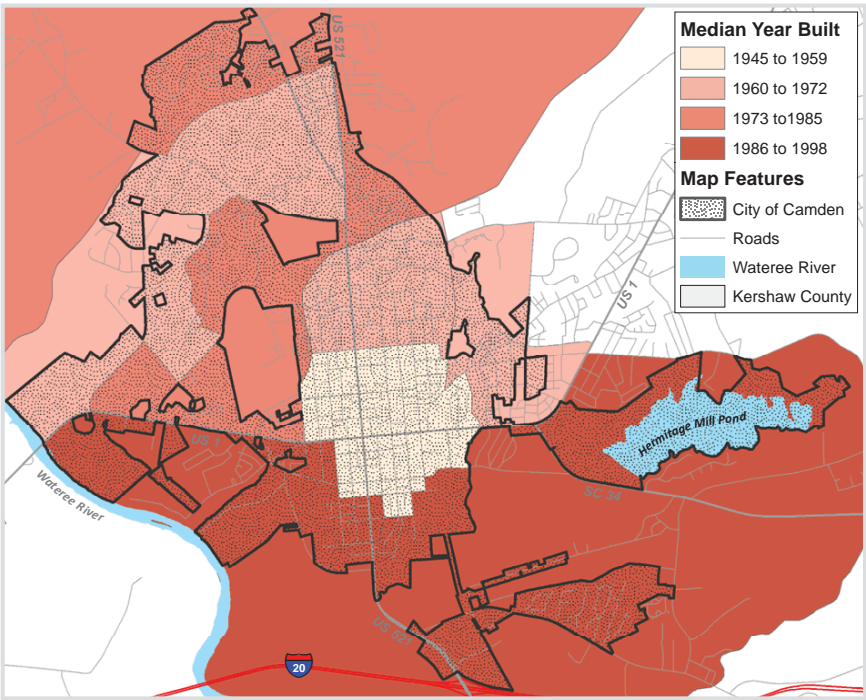 Median Year Built
1945 to 1959
1960 to 1972
1973 to1985
1986 to 1998
Map Features
City of Camden
Roads
Wateree River
Kershaw County
US 521
US 1
Hermitage Mill Pond
US 1
SC 34
Wateree River
US 521
20